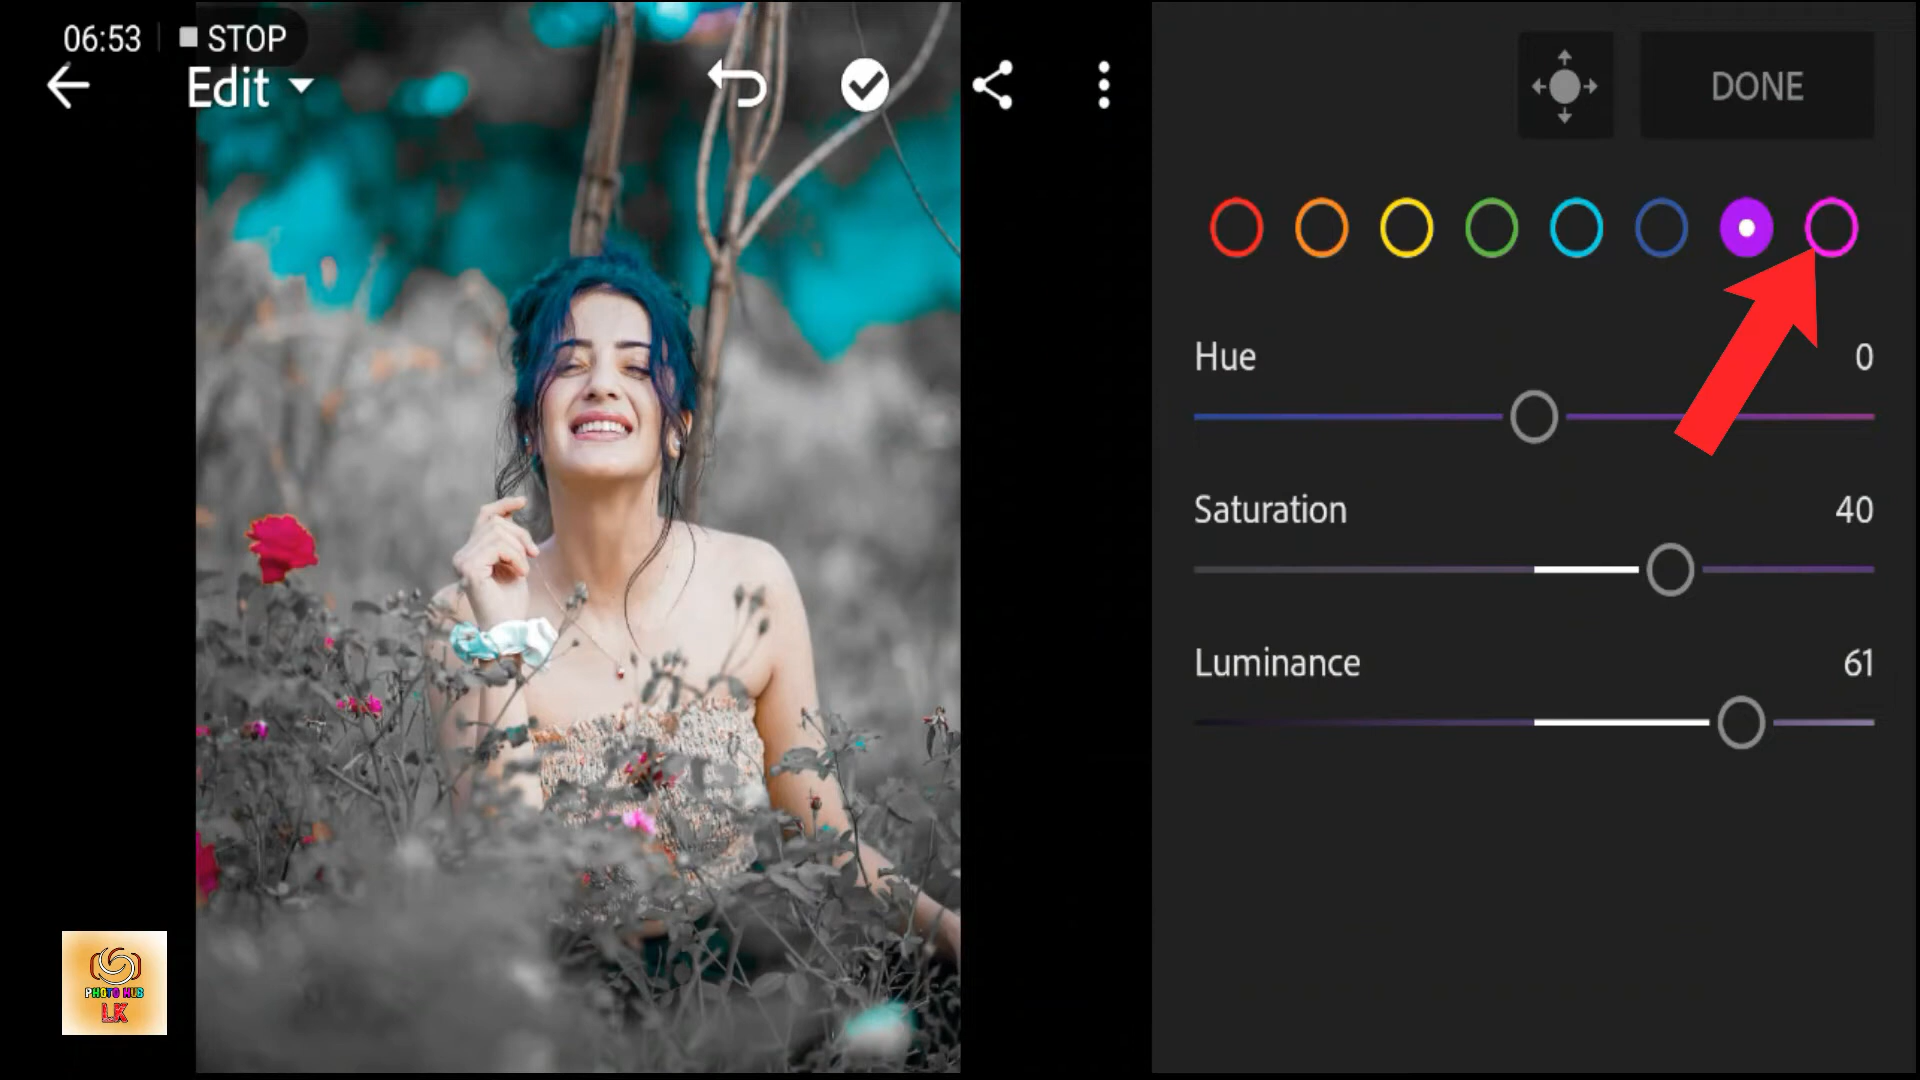 06:53
STOP
Edit
DONE
Hue 0
Saturation 40
Luminance 61
PHOTO HUB
LK